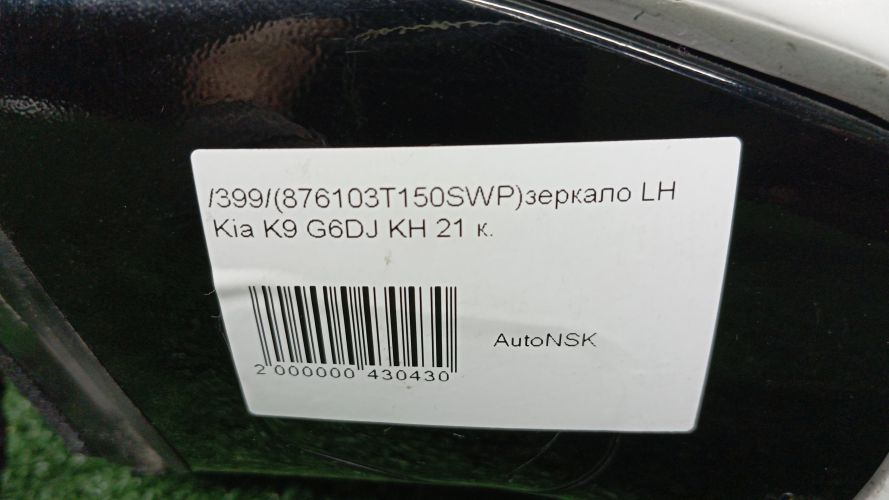 /399/(876103T150SWP)зеркало LH
Kia K9 G6DJ KH 21 к.
AutoNSK
2 000000 430430